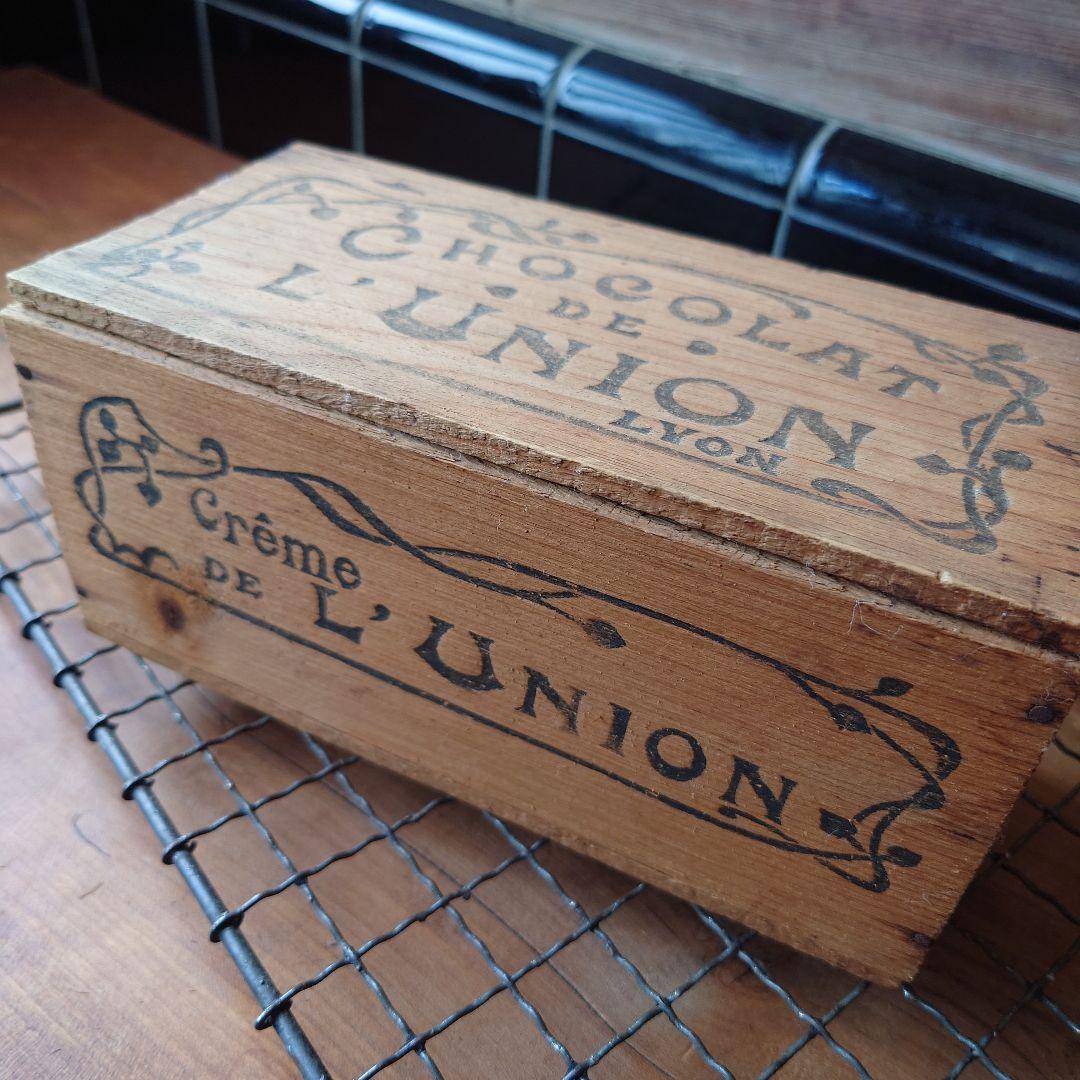 CHOCOLAT
DE
L'UNION
LYON
Crême
DE L'UNION